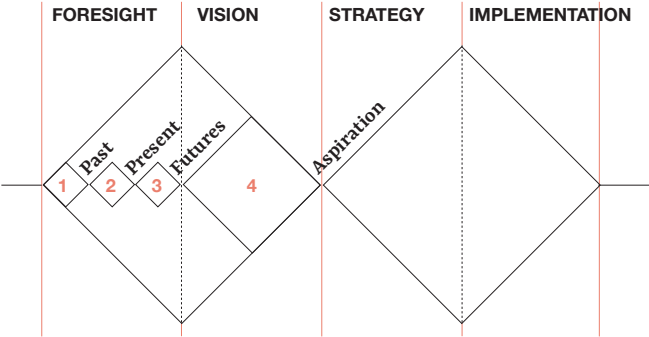 FORESIGHT
VISION
STRATEGY
IMPLEMENTATION
Past
Present
Futures
Aspiration
1
2
3
4